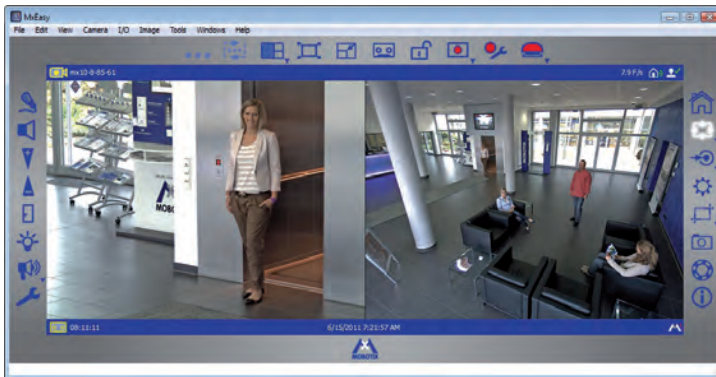 MxEasy
File Edit View Camera I/O Image Tools Windows Help
mx10-8-85-61 7.9 F/s
MOBOTIX
08:11:11 6/15/2011 7:21:57 AM
MOBOTIX